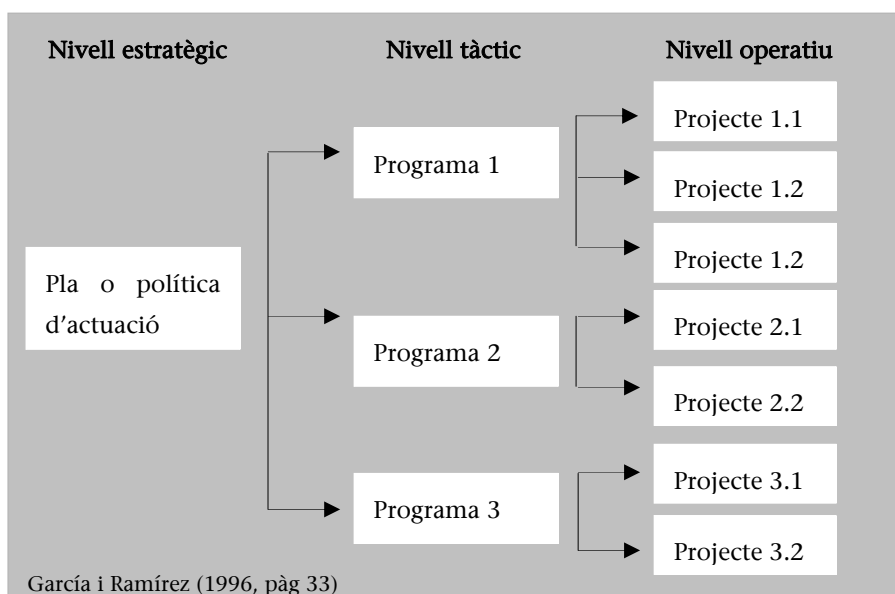 Nivell estratègic
Nivell tàctic
Nivell operatiu
Pla o política
d'actuació
Programa 1
Projecte 1.1
Projecte 1.2
Projecte 1.2
Programa 2
Projecte 2.1
Projecte 2.2
Programa 3
Projecte 3.1
Projecte 3.2
García i Ramírez (1996, pàg 33)